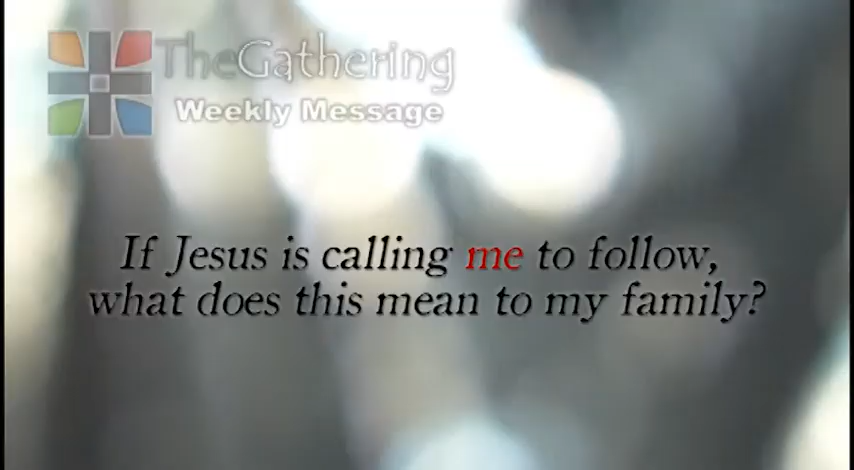 TheGathering
Weekly Message
If Jesus is calling me to follow,
what does this mean to my family?